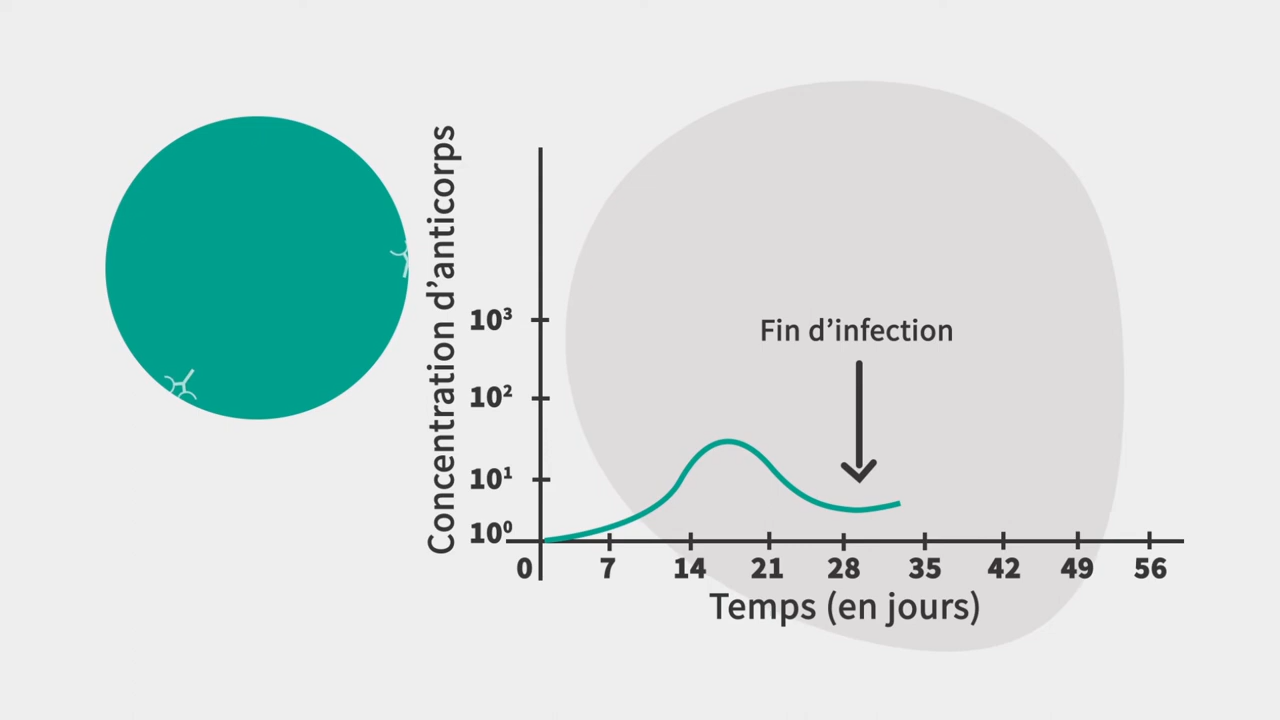 Concentration d’anticorps
10³
10²
10¹
10⁰
Fin d’infection
0 7 14 21 28 35 42 49 56
Temps (en jours)